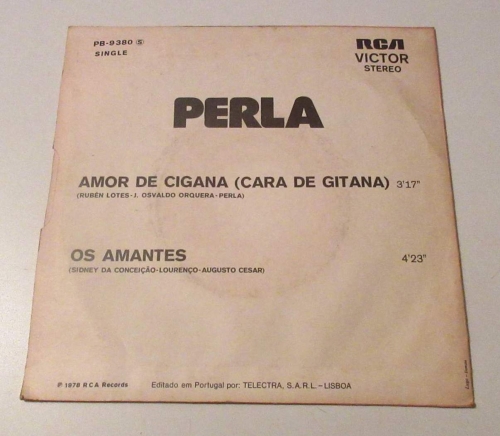 PB-9380 S
SINGLE
RCA
VICTOR
STEREO
PERLA
AMOR DE CIGANA (CARA DE GITANA) 3'17"
(RUBÉN LOTES-J. OSVALDO ORQUERA-PERLA)
OS AMANTES 4'23"
(SIDNEY DA CONCEIÇÃO-LOURENÇO-AUGUSTO CESAR)
℗ 1978 RCA Records
Editado em Portugal por: TELECTRA, S.A.R.L. – LISBOA